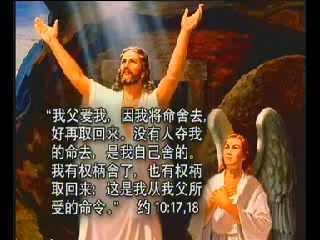 “我父爱我，因我将命舍去，
好再取回来。没有人夺我
的命去，是我自己舍的。
我有权柄舍了，也有权柄
取回来；这是我从我父所
受的命令。” 约 10:17,18